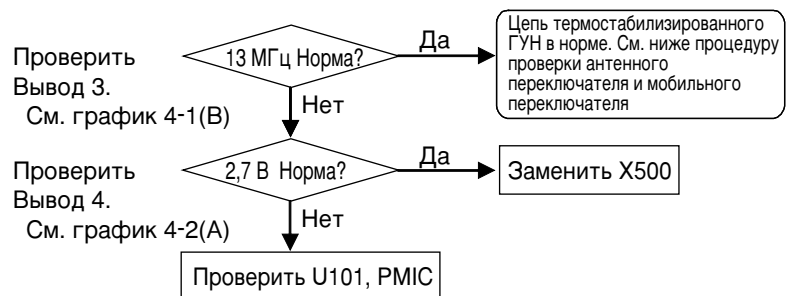 Проверить
Вывод 3.
См. график 4-1(B)
13 МГц Норма?
Да
Цепь термостабилизированного
ГУН в норме. См. ниже процедуру
проверки антенного
переключателя и мобильного
переключателя
Нет
Проверить
Вывод 4.
См. график 4-2(A)
2,7 В Норма?
Да
Заменить X500
Нет
Проверить U101, PMIC